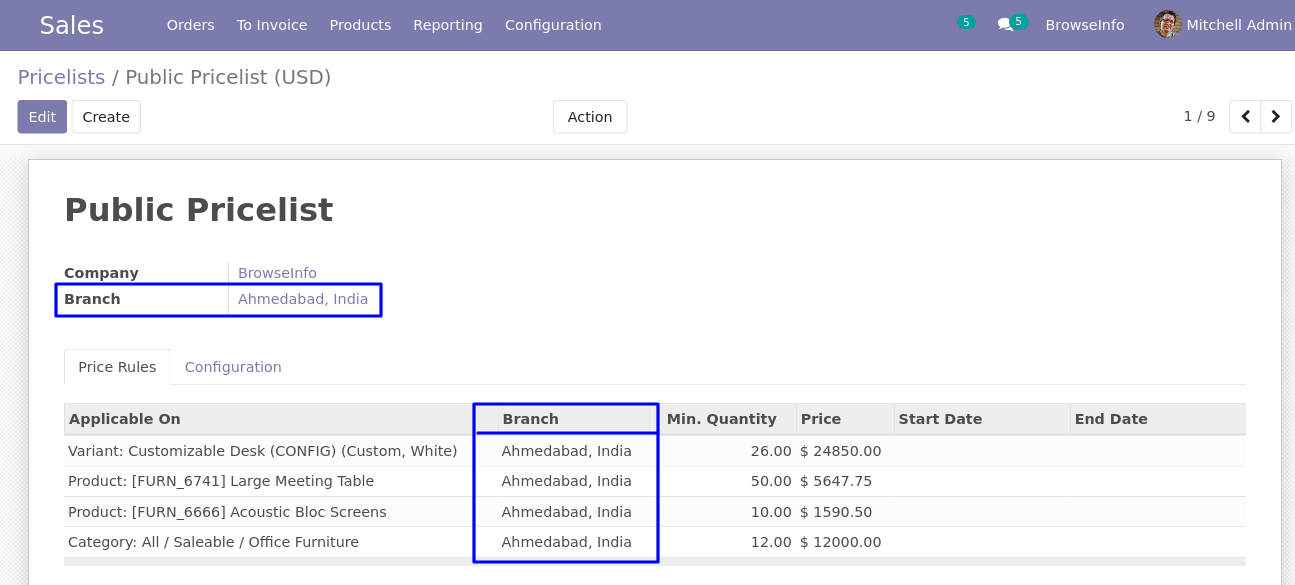 Sales Orders To Invoice Products Reporting Configuration 5 5 BrowseInfo Mitchell Admin
Pricelists / Public Pricelist (USD)
Edit Create Action 1 / 9
Public Pricelist
Company BrowseInfo
Branch Ahmedabad, India
Price Rules Configuration
Applicable On Branch Min. Quantity Price Start Date End Date
Variant: Customizable Desk (CONFIG) (Custom, White) Ahmedabad, India 26.00 $ 24850.00
Product: [FURN_6741] Large Meeting Table Ahmedabad, India 50.00 $ 5647.75
Product: [FURN_6666] Acoustic Bloc Screens Ahmedabad, India 10.00 $ 1590.50
Category: All / Saleable / Office Furniture Ahmedabad, India 12.00 $ 12000.00